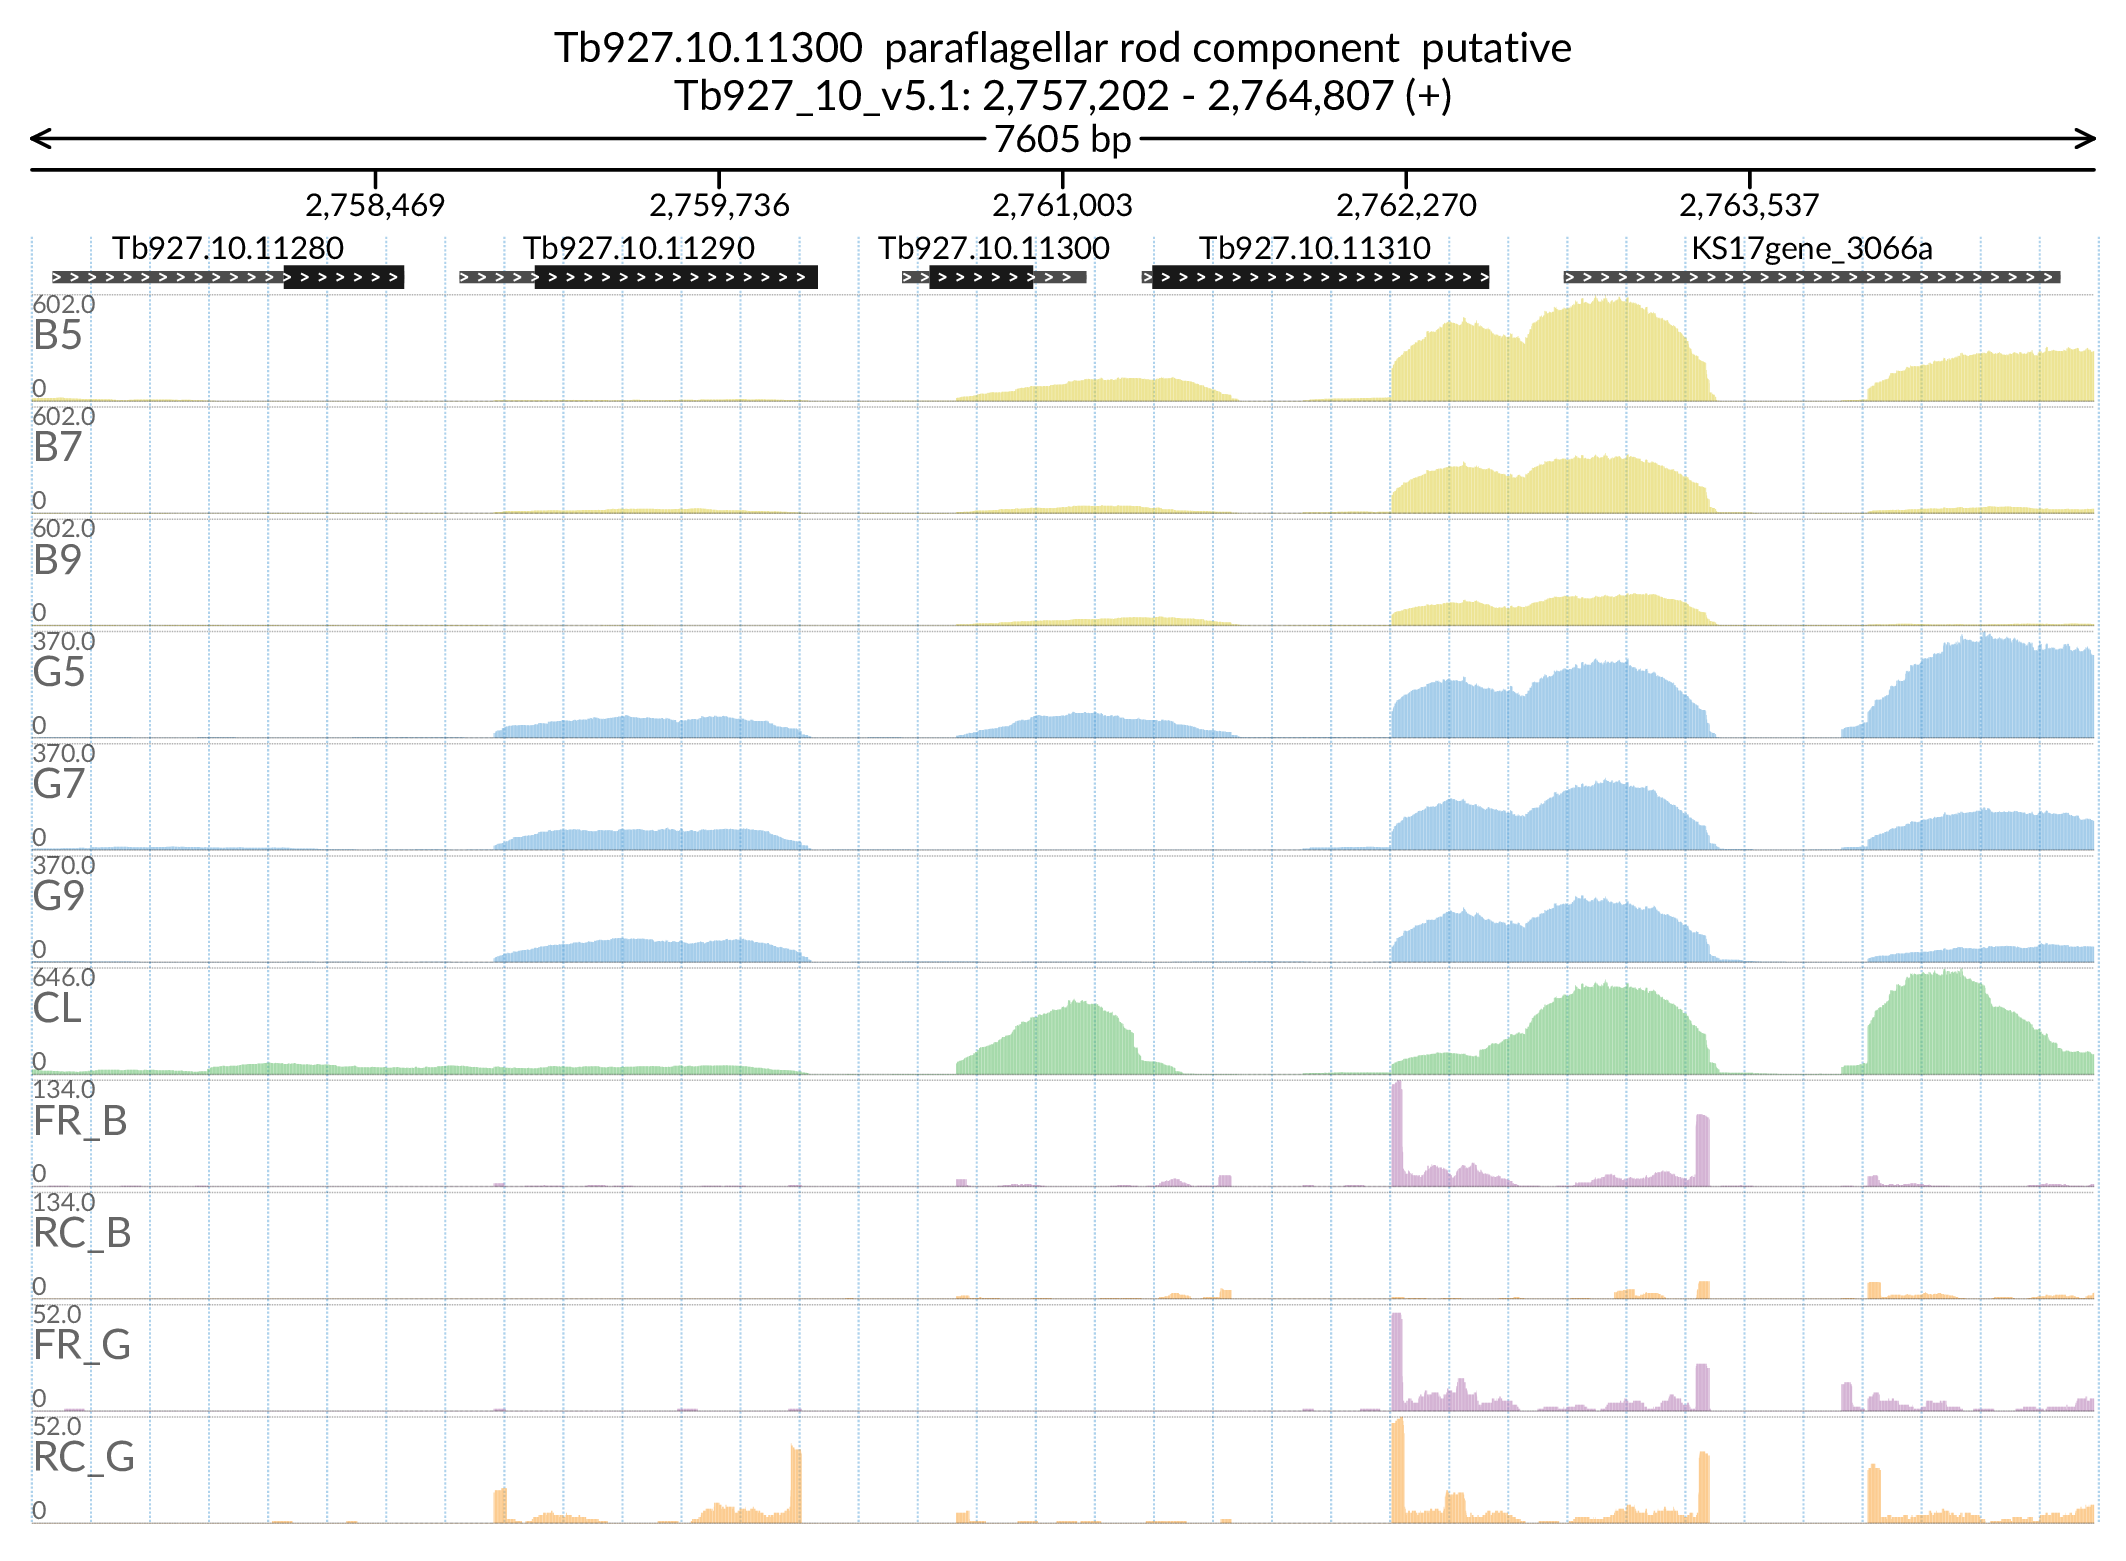 Tb927.10.11300  paraflagellar rod component  putative
Tb927_10_v5.1: 2,757,202 - 2,764,807 (+)
7605 bp
2,758,469 2,759,736 2,761,003 2,762,270 2,763,537
Tb927.10.11280 Tb927.10.11290 Tb927.10.11300 Tb927.10.11310 KS17gene_3066a
602.0
B5
0
602.0
B7
0
602.0
B9
0
370.0
G5
0
370.0
G7
0
370.0
G9
0
646.0
CL
0
134.0
FR_B
0
134.0
RC_B
0
52.0
FR_G
0
52.0
RC_G
0